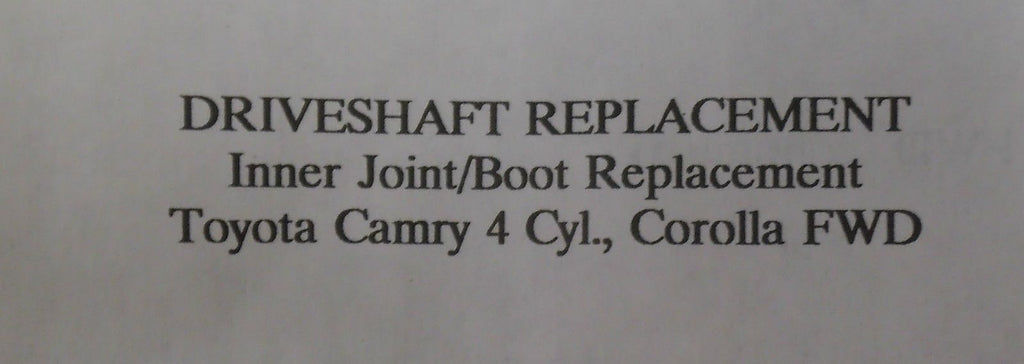 DRIVESHAFT REPLACEMENT
Inner Joint/Boot Replacement
Toyota Camry 4 Cyl., Corolla FWD